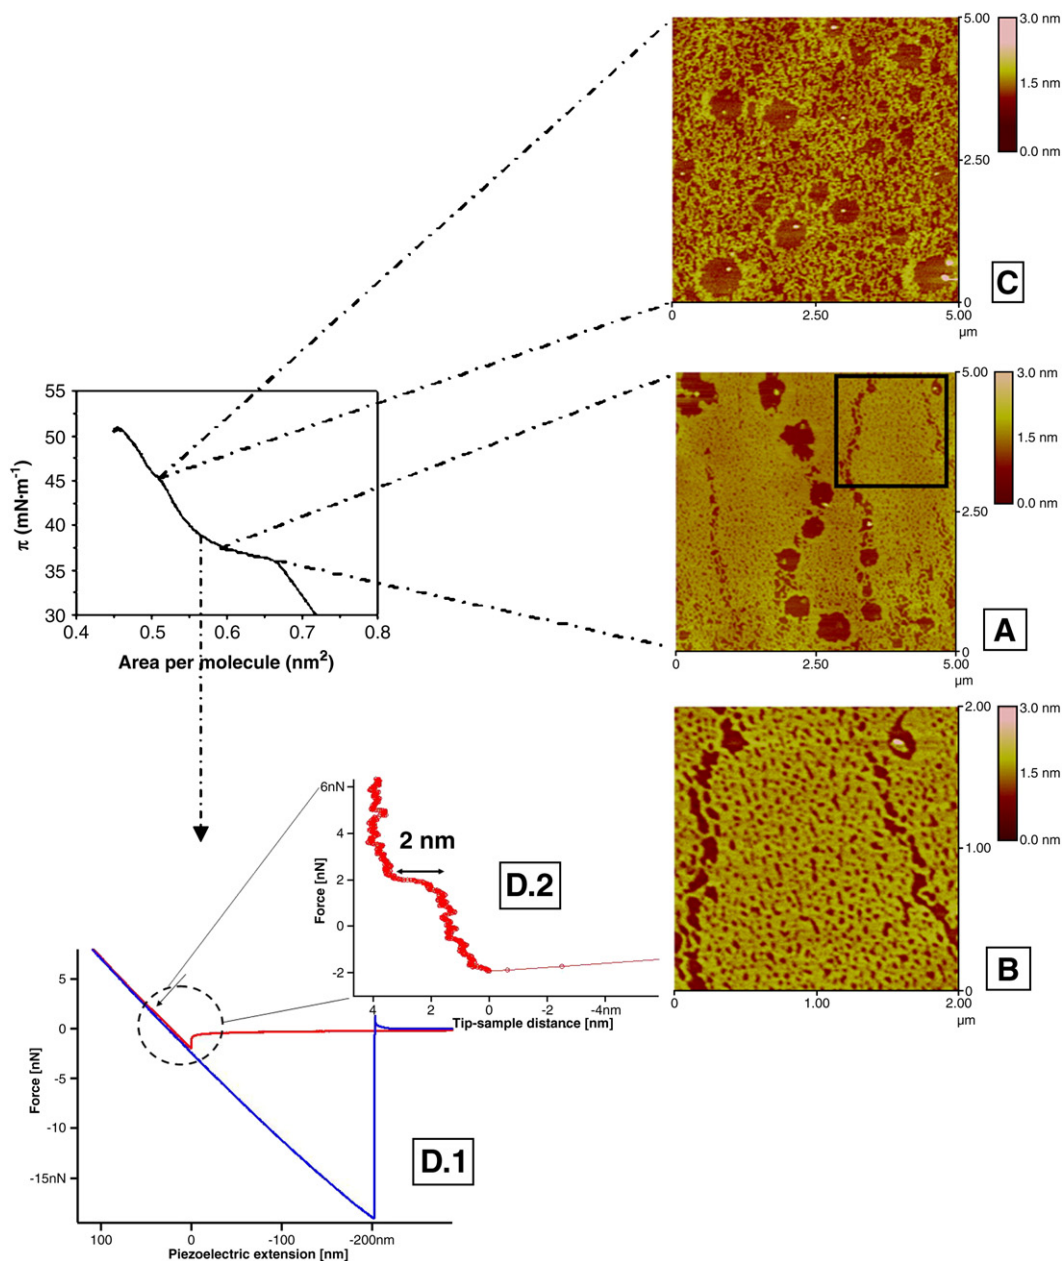 5.00
2.50
0
0
2.50
5.00
µm
3.0 nm
1.5 nm
0.0 nm
C
55
50
45
40
35
30
π (mN·m⁻¹)
0.4
0.5
0.6
0.7
0.8
Area per molecule (nm²)
5.00
2.50
0
0
2.50
5.00
µm
3.0 nm
1.5 nm
0.0 nm
A
2.00
1.00
0
0
1.00
2.00
µm
3.0 nm
1.5 nm
0.0 nm
B
6nN
4
2
0
-2
Force [nN]
2 nm
D.2
4
2
0
-2
-4nm
Tip-sample distance [nm]
5
0
-5
-10
-15nN
Force [nN]
D.1
100
0
-100
-200nm
Piezoelectric extension [nm]